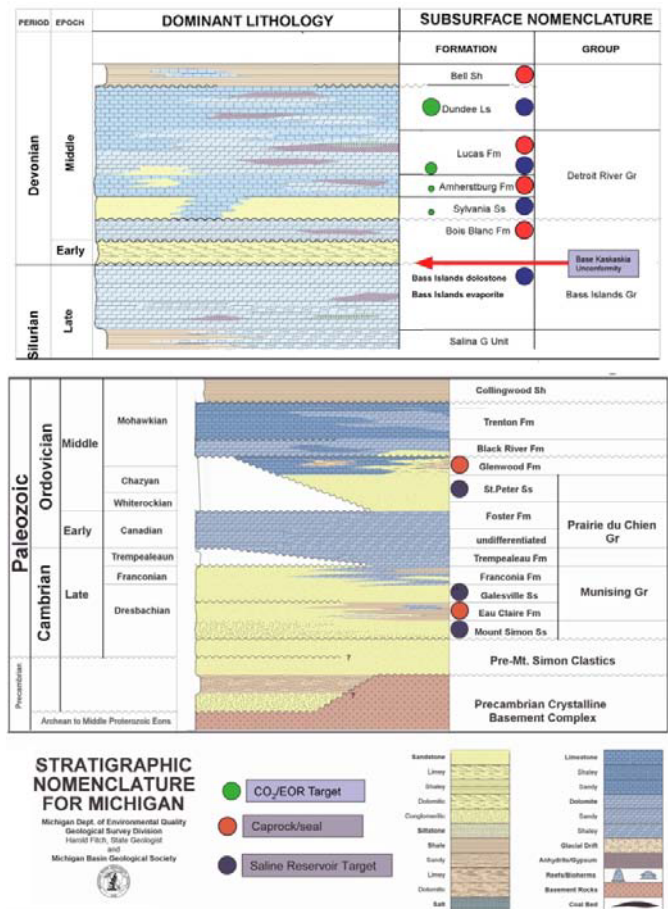 PERIOD EPOCH DOMINANT LITHOLOGY SUBSURFACE NOMENCLATURE
FORMATION GROUP
Devonian
Middle
Early
Silurian
Late
Bell Sh
Dundee Ls
Lucas Fm
Amherstburg Fm
Sylvania Ss
Bois Blanc Fm
Bass Islands dolostone
Bass Islands evaporite
Salina G Unit
Detroit River Gr
Base Kaskaskia
Unconformity
Bass Islands Gr
Paleozoic
Ordovician
Middle
Early
Cambrian
Late
Precambrian
Mohawkian
Chazyan
Whiterockian
Canadian
Trempealeaun
Franconian
Dresbachian
Archean to Middle Proterozoic Eons
?
?
Collingwood Sh
Trenton Fm
Black River Fm
Glenwood Fm
St.Peter Ss
Foster Fm
undifferentiated
Trempealeau Fm
Franconia Fm
Galesville Ss
Eau Claire Fm
Mount Simon Ss
Prairie du Chien
Gr
Munising Gr
Pre-Mt. Simon Clastics
Precambrian Crystalline
Basement Complex
STRATIGRAPHIC
NOMENCLATURE
FOR MICHIGAN
Michigan Dept. of Environmental Quality
Geological Survey Division
Harold Fitch, State Geologist
and
Michigan Basin Geological Society
CO₂/EOR Target
Caprock/seal
Saline Reservoir Target
Sandstone
Limey
Shaley
Dolomitic
Conglomeritic
Siltstone
Shale
Sandy
Limey
Dolomitic
Salt
Limestone
Shaley
Sandy
Dolomite
Sandy
Shaley
Glacial Drift
Anhydrite/Gypsum
Reefs/Bioherms
Basement Rocks
Coal Bed